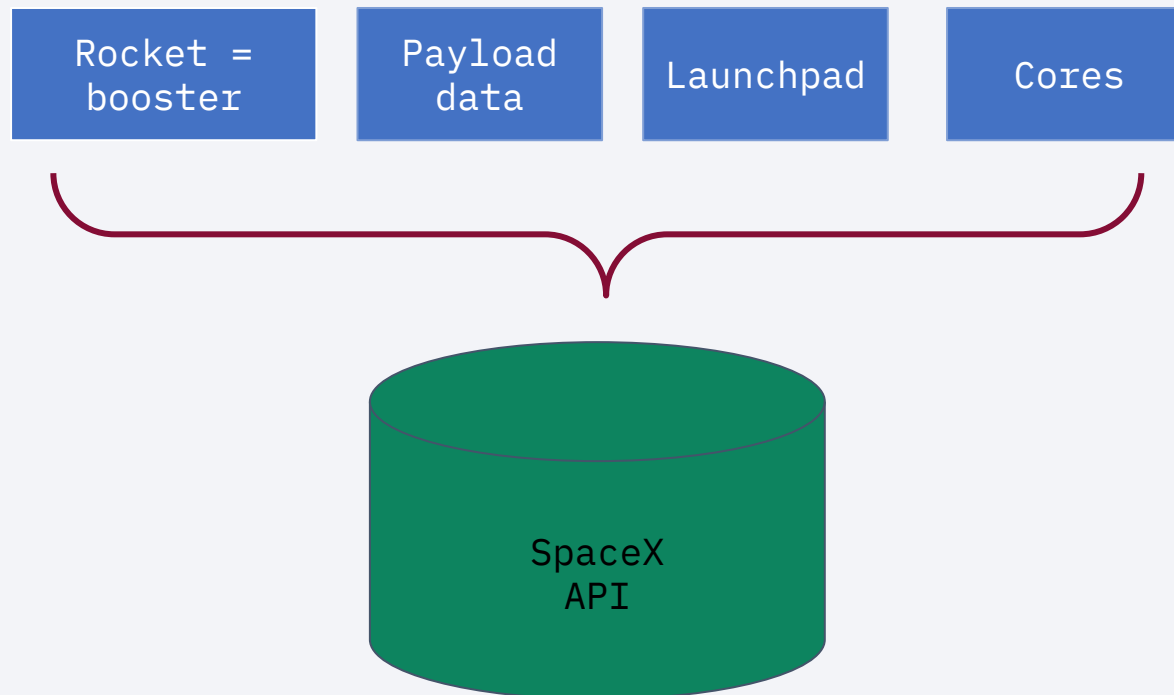 Rocket =
booster
Payload
data
Launchpad
Cores
SpaceX
API